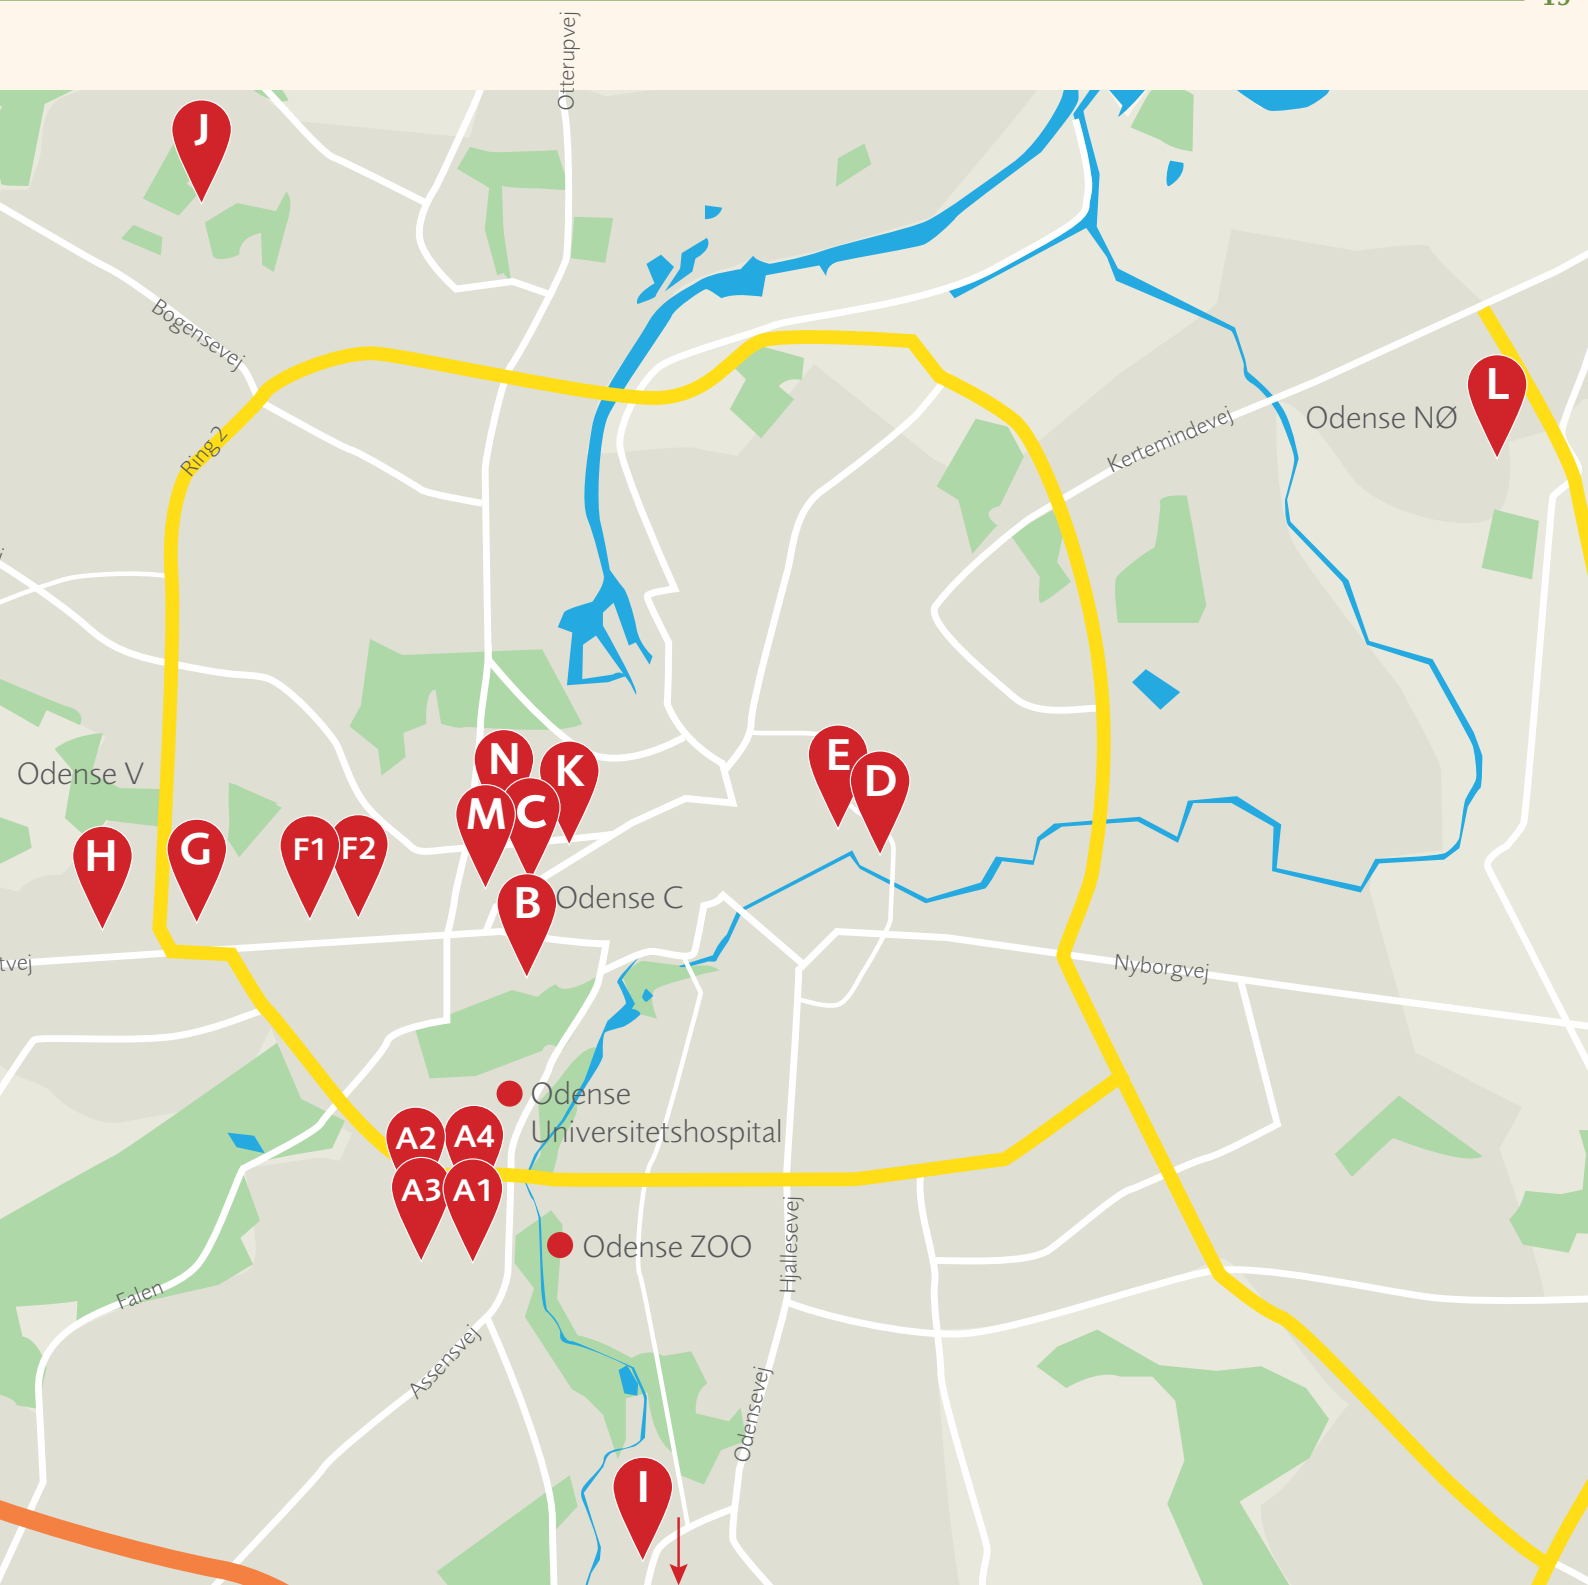 Otterupvej
J
Bogensevej
Ring 2
L
Odense NØ
Kertemindevej
Odense V
N
K
E
D
M
C
H
G
F1
F2
B
Odense C
tvej
Nyborgvej
Odense
Universitetshospital
A2
A4
A3
A1
Odense ZOO
Hjallesevej
Falen
Assensvej
Odensevej
I